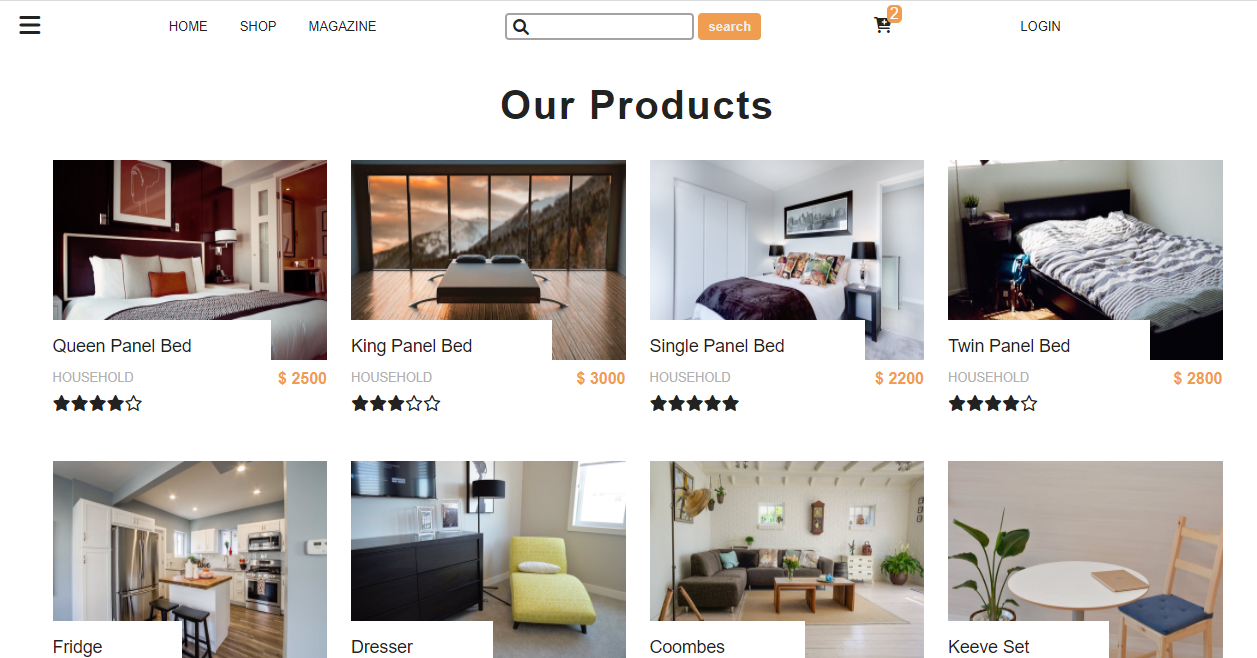 HOME SHOP MAGAZINE search 2 LOGIN
Our Products
Queen Panel Bed King Panel Bed Single Panel Bed Twin Panel Bed
HOUSEHOLD $ 2500 HOUSEHOLD $ 3000 HOUSEHOLD $ 2200 HOUSEHOLD $ 2800
Fridge Dresser Coombes Keeve Set